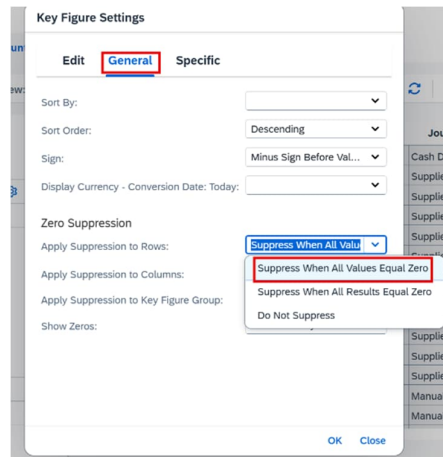 Key Figure Settings
Edit General Specific
Sort By:
Sort Order: Descending
Sign: Minus Sign Before Val...
Display Currency - Conversion Date: Today:
Zero Suppression
Apply Suppression to Rows: Suppress When All Valu
Apply Suppression to Columns:
Suppress When All Values Equal Zero
Apply Suppression to Key Figure Group:
Suppress When All Results Equal Zero
Show Zeros:
Do Not Suppress
OK Close
un
ew:
Jou
Cash D
Supplie
Supplie
Supplie
Supplie
Supplie
Supplie
Supplie
Manua
Manua